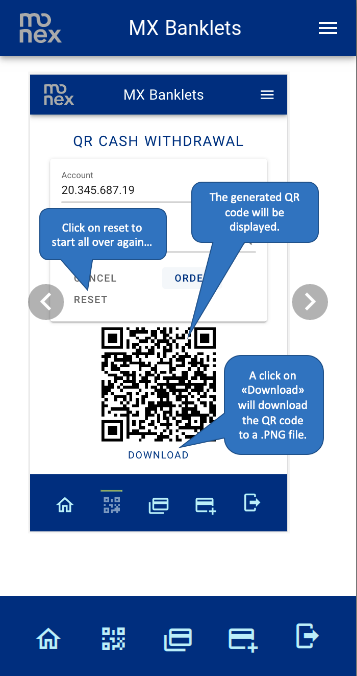 mo
nex
MX Banklets
mo
nex
MX Banklets
QR CASH WITHDRAWAL
Account
20.345.687.19
The generated QR
code will be
displayed.
Click on reset to
start all over again...
CANCEL
ORDE
RESET
A click on
«Download»
will download
the QR code
to a .PNG file.
DOWNLOAD